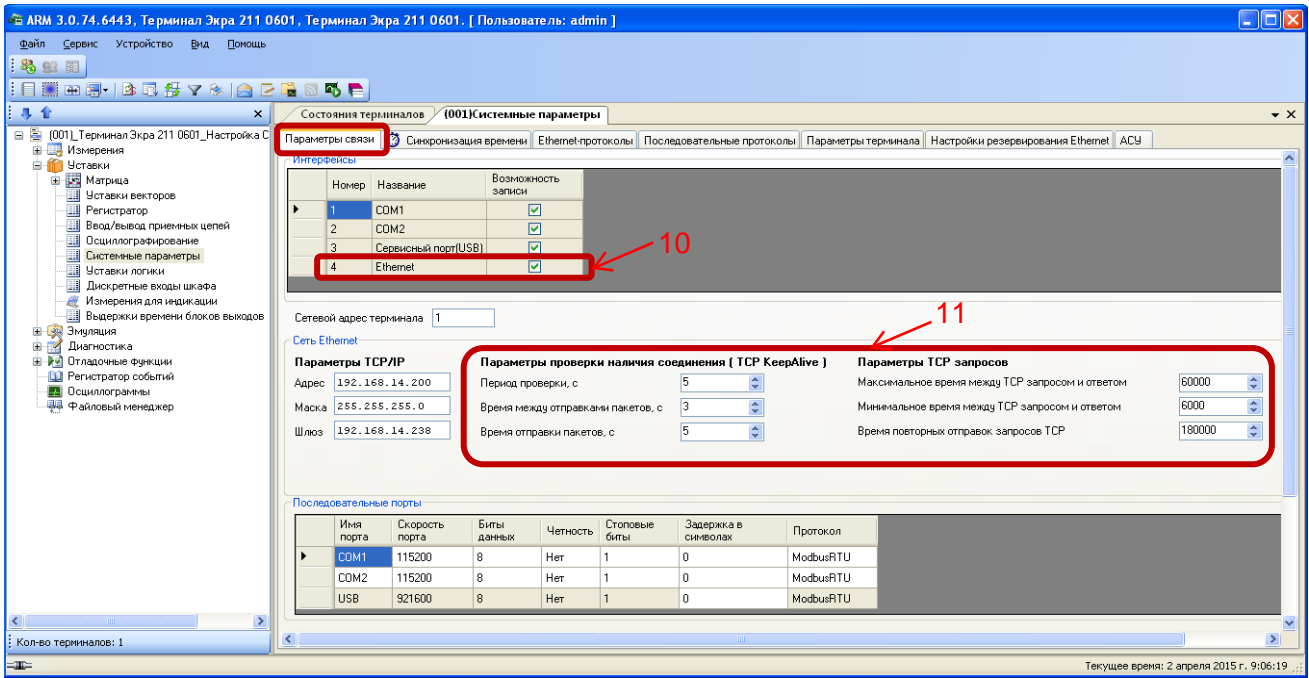 ARM 3.0.74.6443, Терминал Экра 211 0601, Терминал Экра 211 0601. [ Пользователь: admin ]
Файл Сервис Устройство Вид Помощь
Состояния терминалов (001)Системные параметры
(001)_Терминал Экра 211 0601_Настройка С
Измерения
Уставки
Матрица
Уставки векторов
Регистратор
Ввод/вывод приемных цепей
Осциллографирование
Системные параметры
Уставки логики
Дискретные входы шкафа
Измерения для индикации
Выдержки времени блоков выходов
Эмуляция
Диагностика
Отладочные функции
Регистратор событий
Осциллограммы
Файловый менеджер
Кол-во терминалов: 1
Параметры связи Синхронизация времени Ethernet-протоколы Последовательные протоколы Параметры терминала Настройки резервирования Ethernet АСУ
Интерфейсы
Номер Название Возможность записи
1 COM1
2 COM2
3 Сервисный порт(USB)
4 Ethernet
10
Сетевой адрес терминала 1
11
Сеть Ethernet
Параметры TCP/IP Параметры проверки наличия соединения ( TCP KeepAlive ) Параметры TCP запросов
Адрес 192.168.14.200 Период проверки, с 5 Максимальное время между TCP запросом и ответом 60000
Маска 255.255.255.0 Время между отправками пакетов, с 3 Минимальное время между TCP запросом и ответом 6000
Шлюз 192.168.14.238 Время отправки пакетов, с 5 Время повторных отправок запросов TCP 180000
Последовательные порты
Имя порта Скорость порта Биты данных Четность Стоповые биты Задержка в символах Протокол
COM1 115200 8 Нет 1 0 ModbusRTU
COM2 115200 8 Нет 1 0 ModbusRTU
USB 921600 8 Нет 1 0 ModbusRTU
Текущее время: 2 апреля 2015 г. 9:06:19